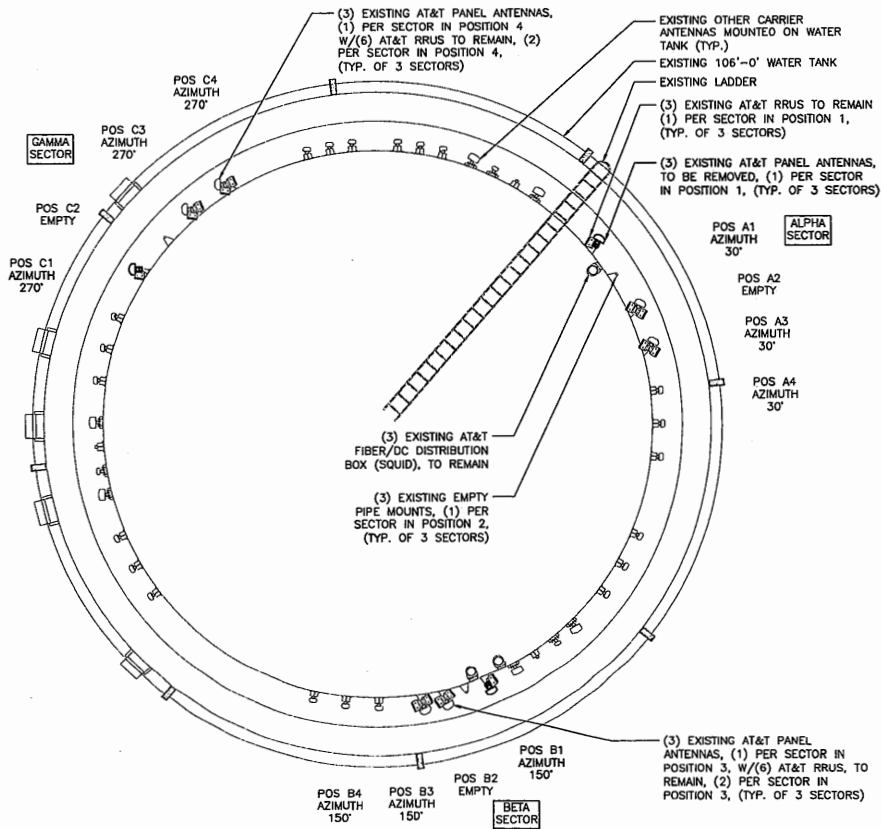 (3) EXISTING AT&T PANEL ANTENNAS,
(1) PER SECTOR IN POSITION 4
W/(6) AT&T RRUS TO REMAIN, (2)
PER SECTOR IN POSITION 4,
(TYP. OF 3 SECTORS)
EXISTING OTHER CARRIER
ANTENNAS MOUNTED ON WATER
TANK (TYP.)
EXISTING 106'-0' WATER TANK
EXISTING LADDER
(3) EXISTING AT&T RRUS TO REMAIN
(1) PER SECTOR IN POSITION 1,
(TYP. OF 3 SECTORS)
(3) EXISTING AT&T PANEL ANTENNAS,
TO BE REMOVED, (1) PER SECTOR
IN POSITION 1, (TYP. OF 3 SECTORS)
POS C4
AZIMUTH
270°
POS C3
AZIMUTH
270°
GAMMA
SECTOR
POS C2
EMPTY
POS C1
AZIMUTH
270°
POS A1
AZIMUTH
30°
ALPHA
SECTOR
POS A2
EMPTY
POS A3
AZIMUTH
30°
POS A4
AZIMUTH
30°
(3) EXISTING AT&T
FIBER/DC DISTRIBUTION
BOX (SQUID), TO REMAIN
(3) EXISTING EMPTY
PIPE MOUNTS, (1) PER
SECTOR IN POSITION 2,
(TYP. OF 3 SECTORS)
(3) EXISTING AT&T PANEL
ANTENNAS, (1) PER SECTOR IN
POSITION 3, W/(6) AT&T RRUS, TO
REMAIN, (2) PER SECTOR IN
POSITION 3, (TYP. OF 3 SECTORS)
POS B1
AZIMUTH
150°
POS B2
EMPTY
BETA
SECTOR
POS B3
AZIMUTH
150°
POS B4
AZIMUTH
150°